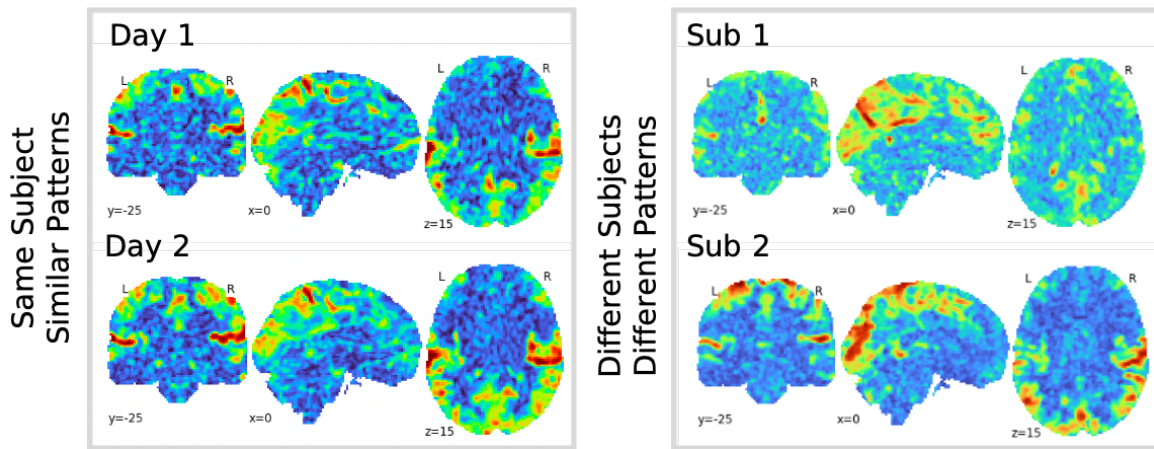 Same Subject
Similar Patterns
Day 1
L
R
y=-25
x=0
L
R
z=15
Day 2
L
R
y=-25
x=0
L
R
z=15
Different Subjects
Different Patterns
Sub 1
L
R
y=-25
x=0
L
R
z=15
Sub 2
L
R
y=-25
x=0
L
R
z=15